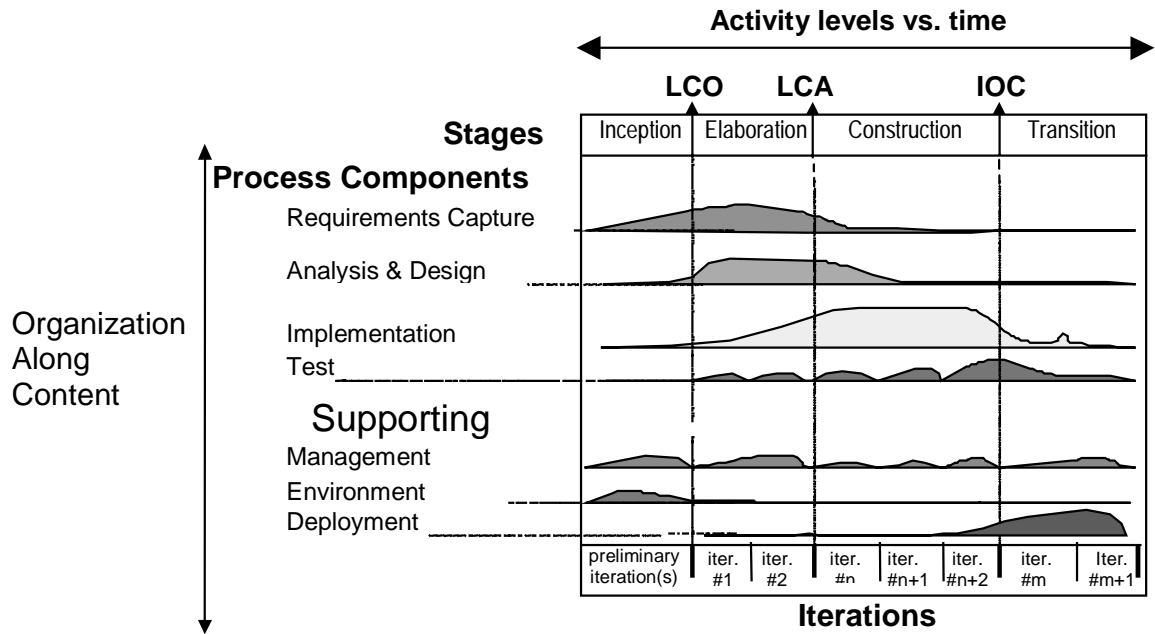 Activity levels vs. time
LCO LCA IOC
Stages Inception Elaboration Construction Transition
Process Components
Requirements Capture
Analysis & Design
Organization
Along
Content
Implementation
Test
Supporting
Management
Environment
Deployment
preliminary iteration(s)
iter. #1
iter. #2
iter. #n
iter. #n+1
iter. #n+2
iter. #m
Iter. #m+1
Iterations